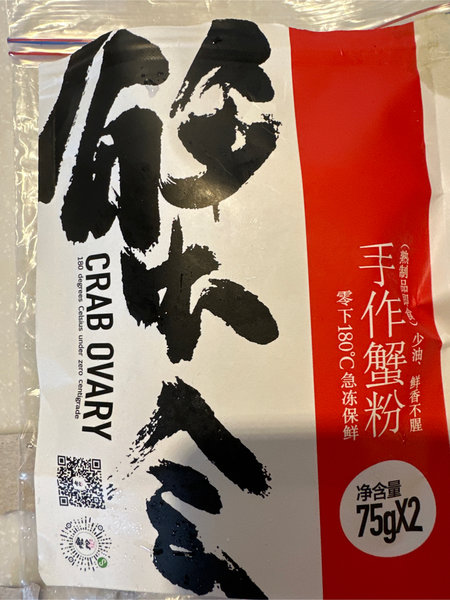 CRAB OVARY
180 degrees Celsius under zero centigrade
(熟制品即食)少油、鲜香不腥
手作蟹粉
零下180℃急冻保鲜
净含量
75gX2